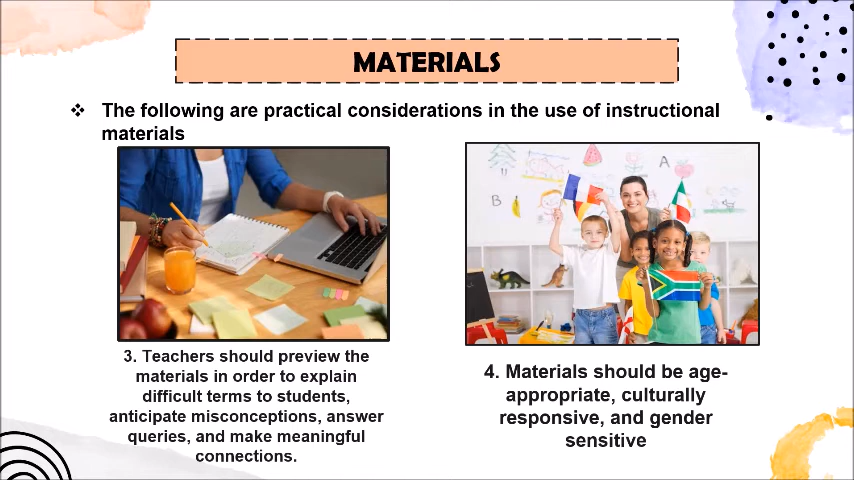 MATERIALS
❖ The following are practical considerations in the use of instructional
materials
A
B
3. Teachers should preview the
materials in order to explain
difficult terms to students,
anticipate misconceptions, answer
queries, and make meaningful
connections.
4. Materials should be age-
appropriate, culturally
responsive, and gender
sensitive